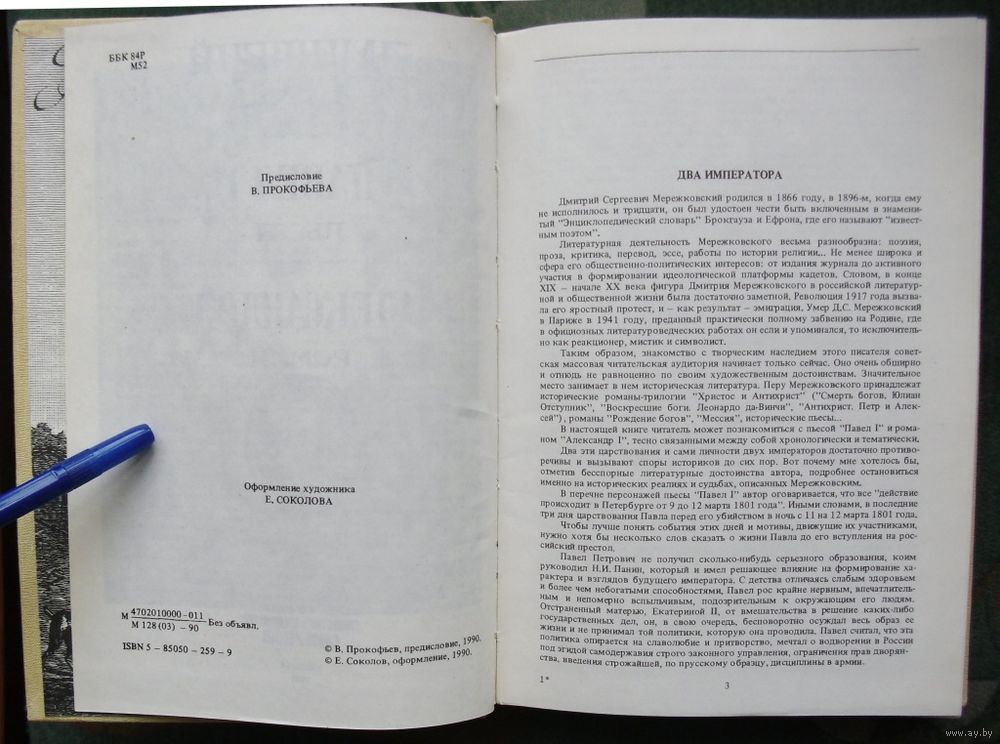 ББК 84Р
М52
Предисловие
В. ПРОКОФЬЕВА
Оформление художника
Е. СОКОЛОВА
М 4702010000–011
М 128(03) – 90 Без объявл.
ISBN 5 – 85050 – 259 – 9
© В. Прокофьев, предисловие, 1990.
© Е. Соколов, оформление, 1990.
ДВА ИМПЕРАТОРА
Дмитрий Сергеевич Мережковский родился в 1866 году, в 1896-м, когда ему
не исполнилось и тридцати, он был удостоен чести быть включенным в знамени-
тый "Энциклопедический словарь" Брокгауза и Ефрона, где его называют "извест-
ным поэтом".
Литературная деятельность Мережковского весьма разнообразна: поэзия,
проза, критика, перевод, эссе, работы по истории религии... Не менее широка и
сфера его общественно-политических интересов: от издания журнала до активного
участия в формировании идеологической платформы кадетов. Словом, в конце
XIX – начале XX века фигура Дмитрия Мережковского в российской литератур-
ной и общественной жизни была достаточно заметной. Революция 1917 года вызва-
ла его яростный протест, и – как результат – эмиграция. Умер Д.С. Мережковский
в Париже в 1941 году, преданный практически полному забвению на Родине, где
в официозных литературоведческих работах он если и упоминался, то исключитель-
но как реакционер, мистик и символист.
Таким образом, знакомство с творческим наследием этого писателя совет-
ская массовая читательская аудитория начинает только сейчас. Оно очень обширно
и отнюдь не равноценно по своим художественным достоинствам. Значительное
место занимает в нем историческая литература. Перу Мережковского принадлежат
исторические романы-трилогии "Христос и Антихрист" ("Смерть богов. Юлиан
Отступник", "Воскресшие боги. Леонардо да-Винчи", "Антихрист. Петр и Алек-
сей"), романы "Рождение богов", "Мессия", исторические пьесы...
В настоящей книге читатель может познакомиться с пьесой "Павел I" и рома-
ном "Александр I", тесно связанными между собой хронологически и тематически.
Два эти царствования и сами личности двух императоров достаточно противо-
речивы и вызывают споры историков до сих пор. Вот почему мне хотелось бы,
отметив бесспорные литературные достоинства автора, подробнее остановиться
именно на исторических реалиях и судьбах, описанных Мережковским.
В перечне персонажей пьесы "Павел I" автор оговаривается, что все "действие
происходит в Петербурге от 9 до 12 марта 1801 года". Иными словами, в последние
три дня царствования Павла перед его убийством в ночь с 11 на 12 марта 1801 года.
Чтобы лучше понять события этих дней и мотивы, движущие их участниками,
нужно хотя бы несколько слов сказать о жизни Павла до его вступления на рос-
сийский престол.
Павел Петрович не получил сколько-нибудь серьезного образования, коим
руководил Н.И. Панин, который и имел решающее влияние на формирование ха-
рактера и взглядов будущего императора. С детства отличаясь слабым здоровьем
и более чем небогатыми способностями, Павел рос крайне нервным, впечатлитель-
ным и непомерно вспыльчивым, подозрительным к окружающим его людям.
Отстраненный матерью, Екатериной II, от вмешательства в решение каких-либо
государственных дел, он, в свою очередь, бесповоротно осуждал весь образ ее
жизни и не принимал той политики, которую она проводила. Павел считал, что эта
политика опирается на славолюбие и притворство, мечтал о водворении в России
под эгидой самодержавия строго законного управления, ограничения прав дворян-
ства, введения строжайшей, по прусскому образцу, дисциплины в армии.
1*
3
www.ay.by